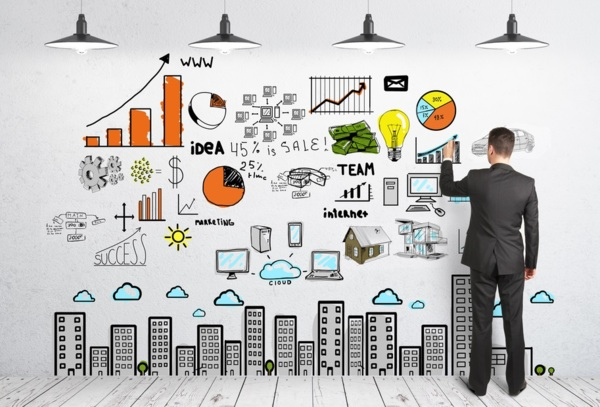 WWW
iDEA
45% is SALE!
25%
TEAM
internet
MARKETING
$
SUCCESS
CLOUD